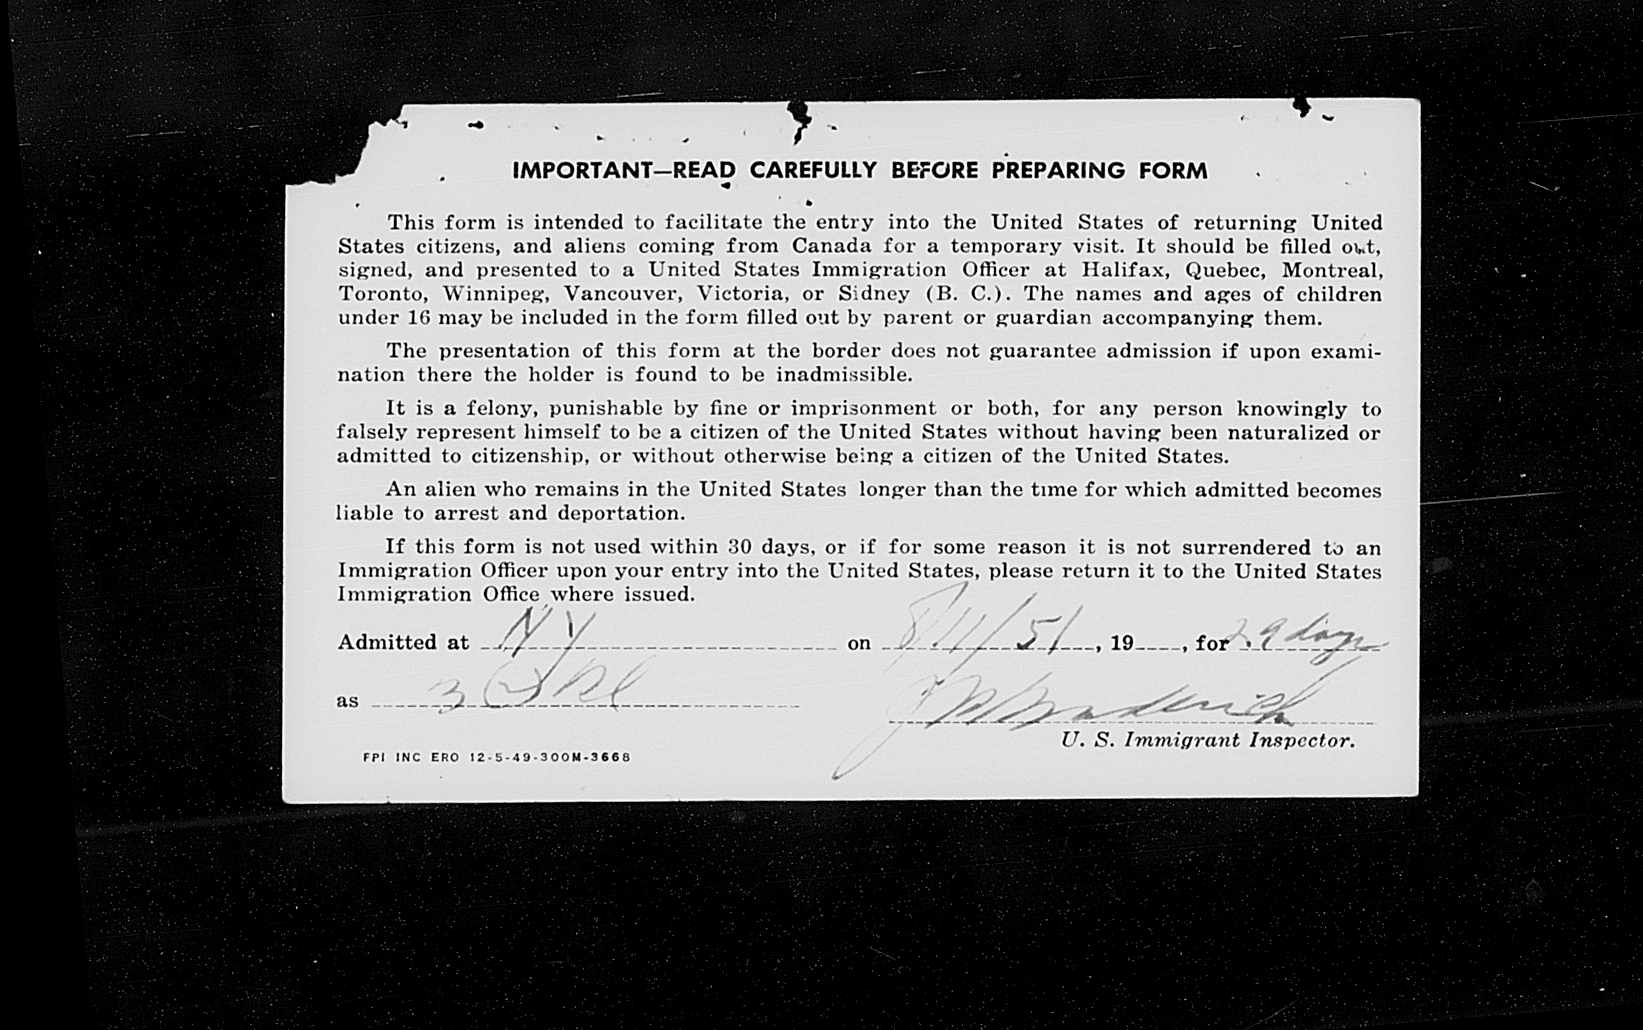 IMPORTANT—READ CAREFULLY BEFORE PREPARING FORM
This form is intended to facilitate the entry into the United States of returning United
States citizens, and aliens coming from Canada for a temporary visit. It should be filled out,
signed, and presented to a United States Immigration Officer at Halifax, Quebec, Montreal,
Toronto, Winnipeg, Vancouver, Victoria, or Sidney (B. C.). The names and ages of children
under 16 may be included in the form filled out by parent or guardian accompanying them.
The presentation of this form at the border does not guarantee admission if upon exami-
nation there the holder is found to be inadmissible.
It is a felony, punishable by fine or imprisonment or both, for any person knowingly to
falsely represent himself to be a citizen of the United States without having been naturalized or
admitted to citizenship, or without otherwise being a citizen of the United States.
An alien who remains in the United States longer than the time for which admitted becomes
liable to arrest and deportation.
If this form is not used within 30 days, or if for some reason it is not surrendered to an
Immigration Officer upon your entry into the United States, please return it to the United States
Immigration Office where issued.
Admitted at NY on 8/11/51, 19____, for 29 days
as 3
U. S. Immigrant Inspector.
FPI INC ERO 12-5-49-300M-3668